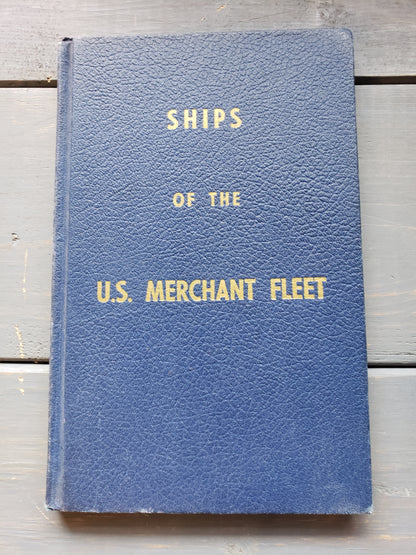 SHIPS
OF THE
U.S. MERCHANT FLEET